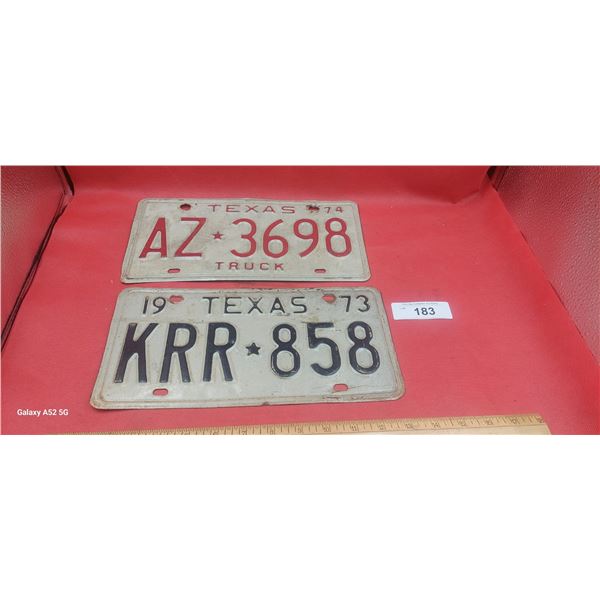 TEXAS 74
AZ★3698
TRUCK
19 TEXAS 73
KRR★858
183
Galaxy A52 5G